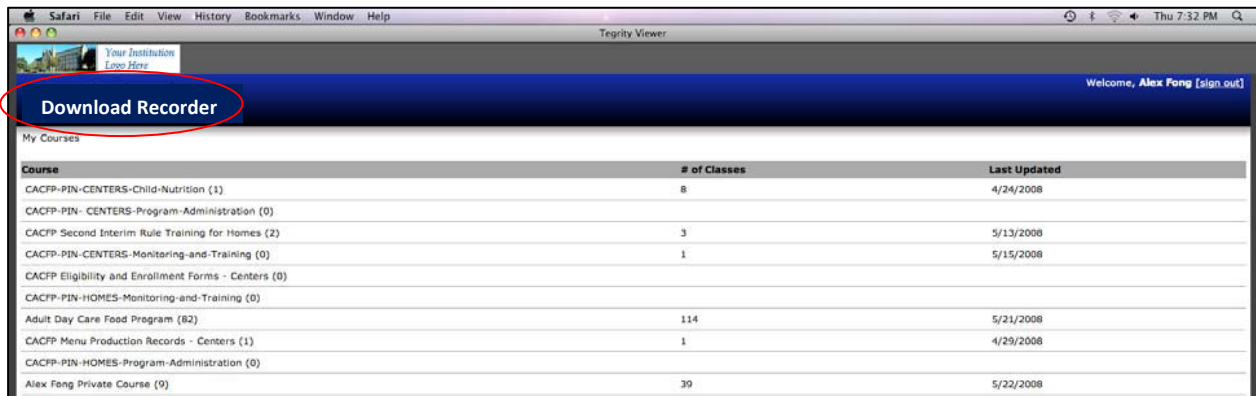 Safari File Edit View History Bookmarks Window Help Thu 7:32 PM
Tegrity Viewer
Your Institution
Logo Here
Welcome, Alex Fong [sign out]
Download Recorder
My Courses
Course # of Classes Last Updated
CACFP-PIN-CENTERS-Child-Nutrition (1) 8 4/24/2008
CACFP-PIN- CENTERS-Program-Administration (0)
CACFP Second Interim Rule Training for Homes (2) 3 5/13/2008
CACFP-PIN-CENTERS-Monitoring-and-Training (0) 1 5/15/2008
CACFP Eligibility and Enrollment Forms - Centers (0)
CACFP-PIN-HOMES-Monitoring-and-Training (0)
Adult Day Care Food Program (82) 114 5/21/2008
CACFP Menu Production Records - Centers (1) 1 4/29/2008
CACFP-PIN-HOMES-Program-Administration (0)
Alex Fong Private Course (9) 39 5/22/2008